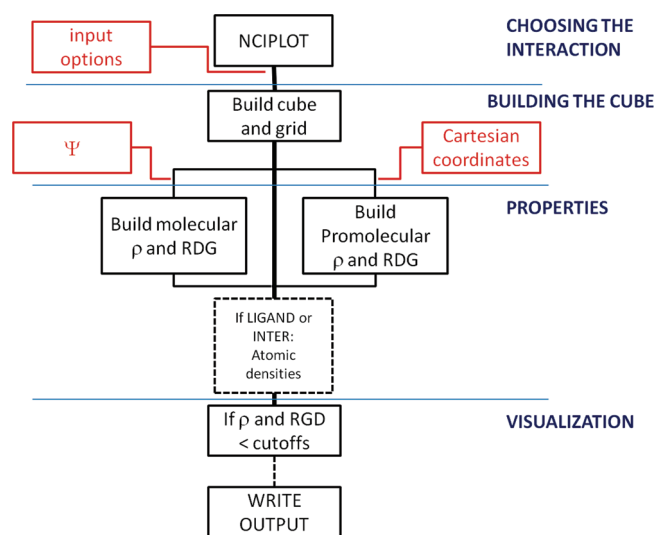 input
options
NCIPLOT
CHOOSING THE
INTERACTION
Build cube
and grid
BUILDING THE CUBE
Ψ
Cartesian
coordinates
Build molecular
ρ and RDG
Build
Promolecular
ρ and RDG
PROPERTIES
If LIGAND or
INTER:
Atomic
densities
If ρ and RGD
< cutoffs
VISUALIZATION
WRITE
OUTPUT